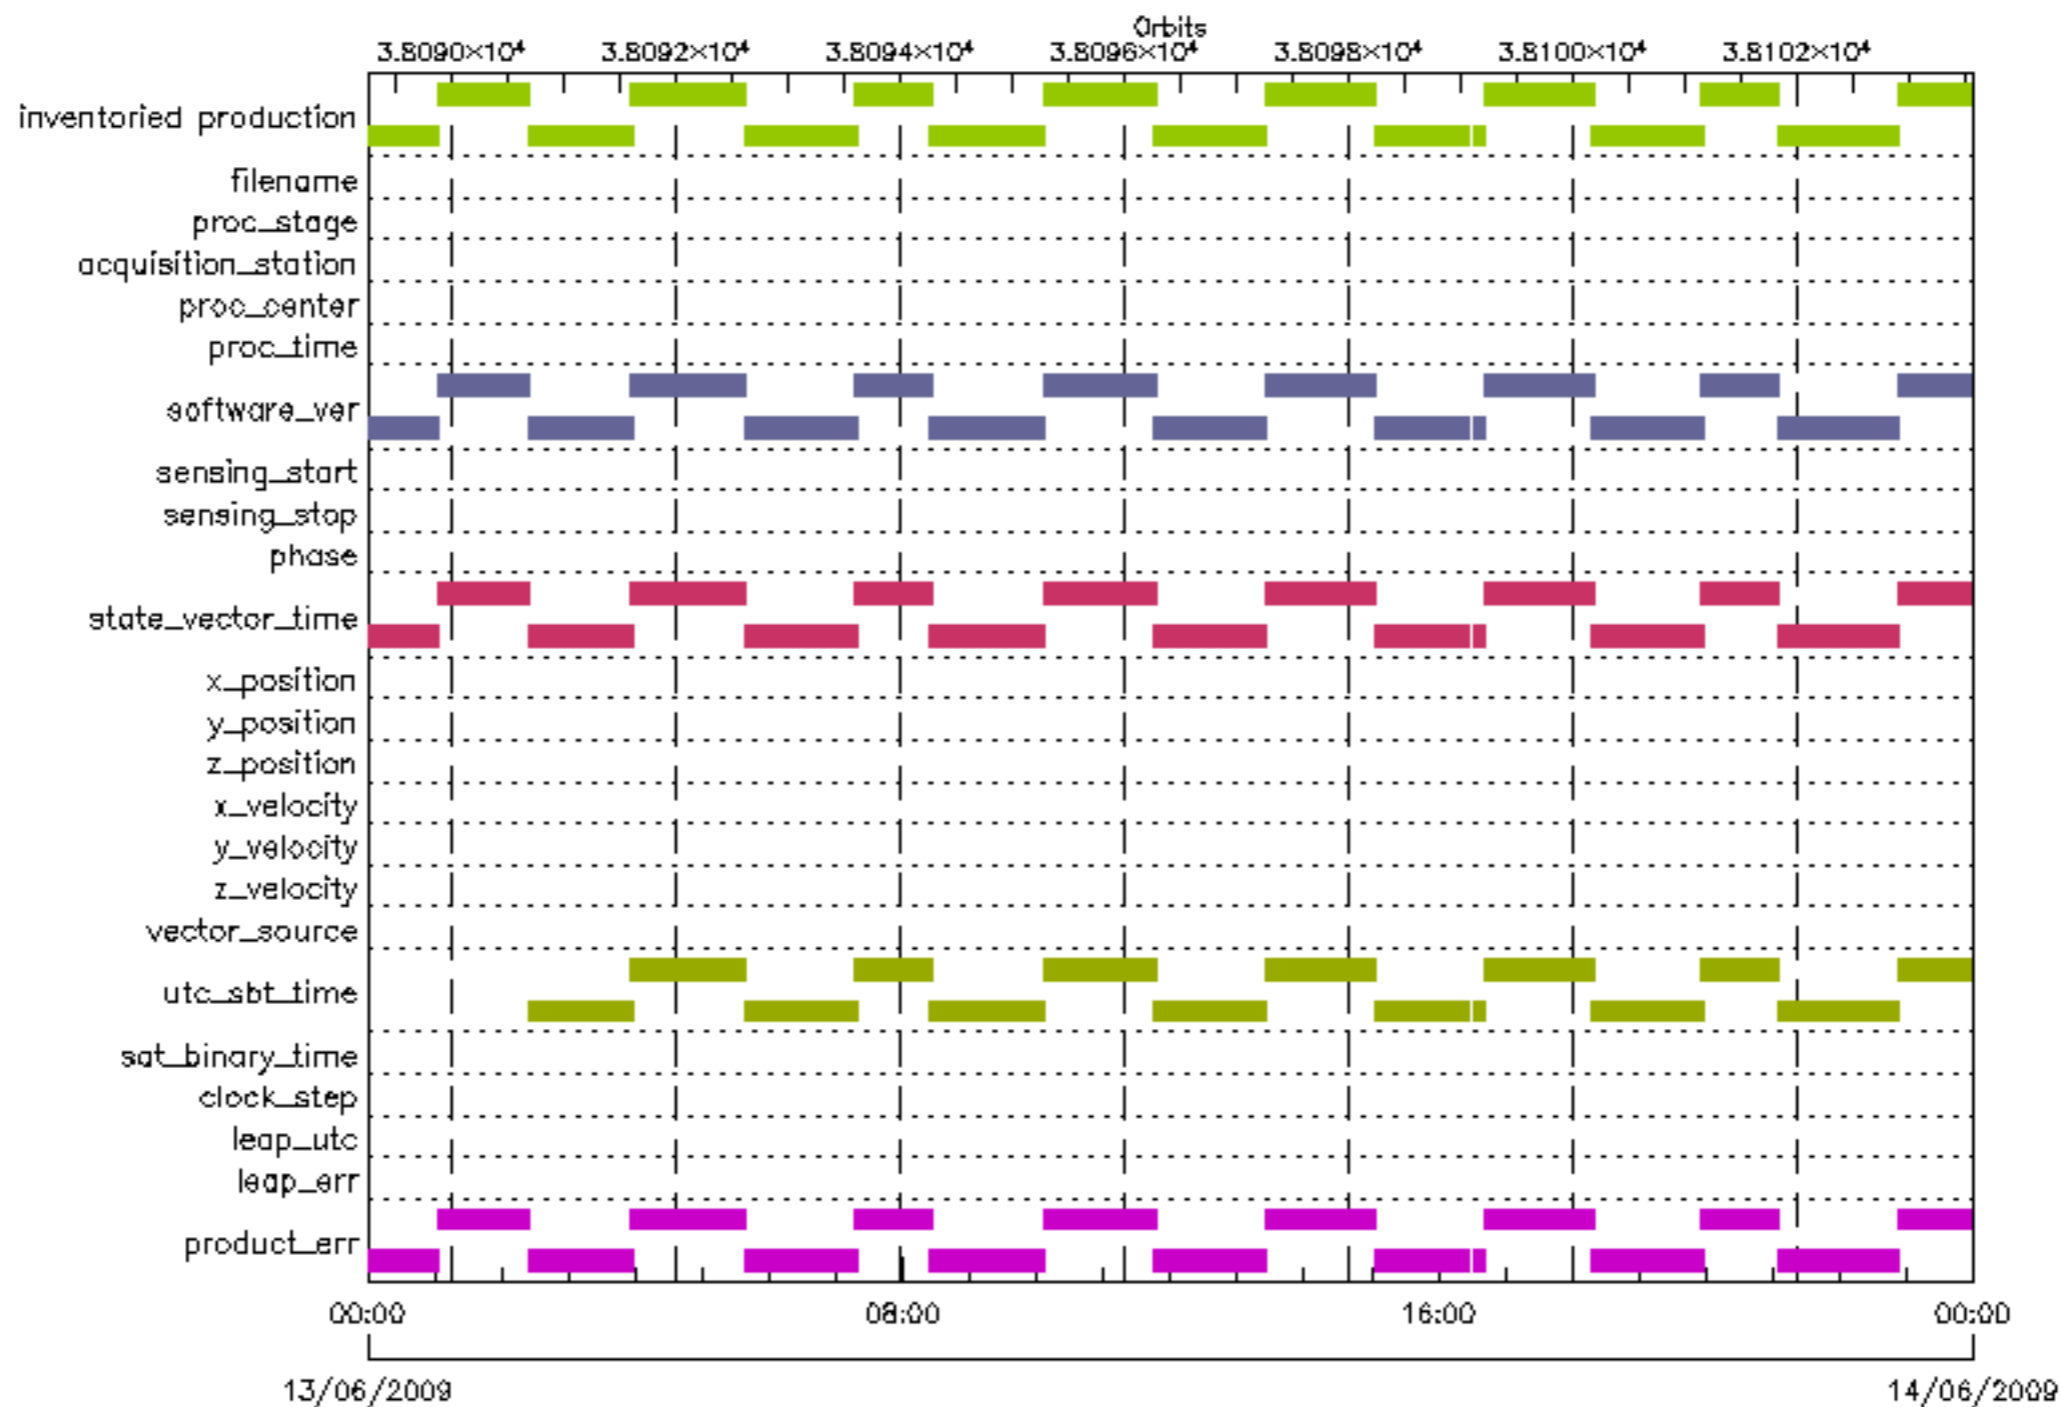 Orbits
3.8090×10⁴ 3.8092×10⁴ 3.8094×10⁴ 3.8096×10⁴ 3.8098×10⁴ 3.8100×10⁴ 3.8102×10⁴
inventoried production
filename
proc_stage
acquisition_station
proc_center
proc_time
software_ver
sensing_start
sensing_stop
phase
state_vector_time
x_position
y_position
z_position
x_velocity
y_velocity
z_velocity
vector_source
utc_sbt_time
sat_binary_time
clock_step
leap_utc
leap_err
product_err
00:00 08:00 16:00 00:00
13/06/2009 14/06/2009